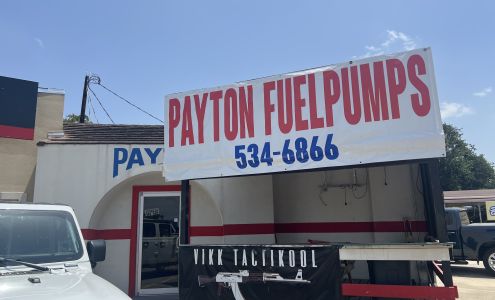 PAYTON FUELPUMPS
534-6866
PAY
VIKK TACTIKOOL